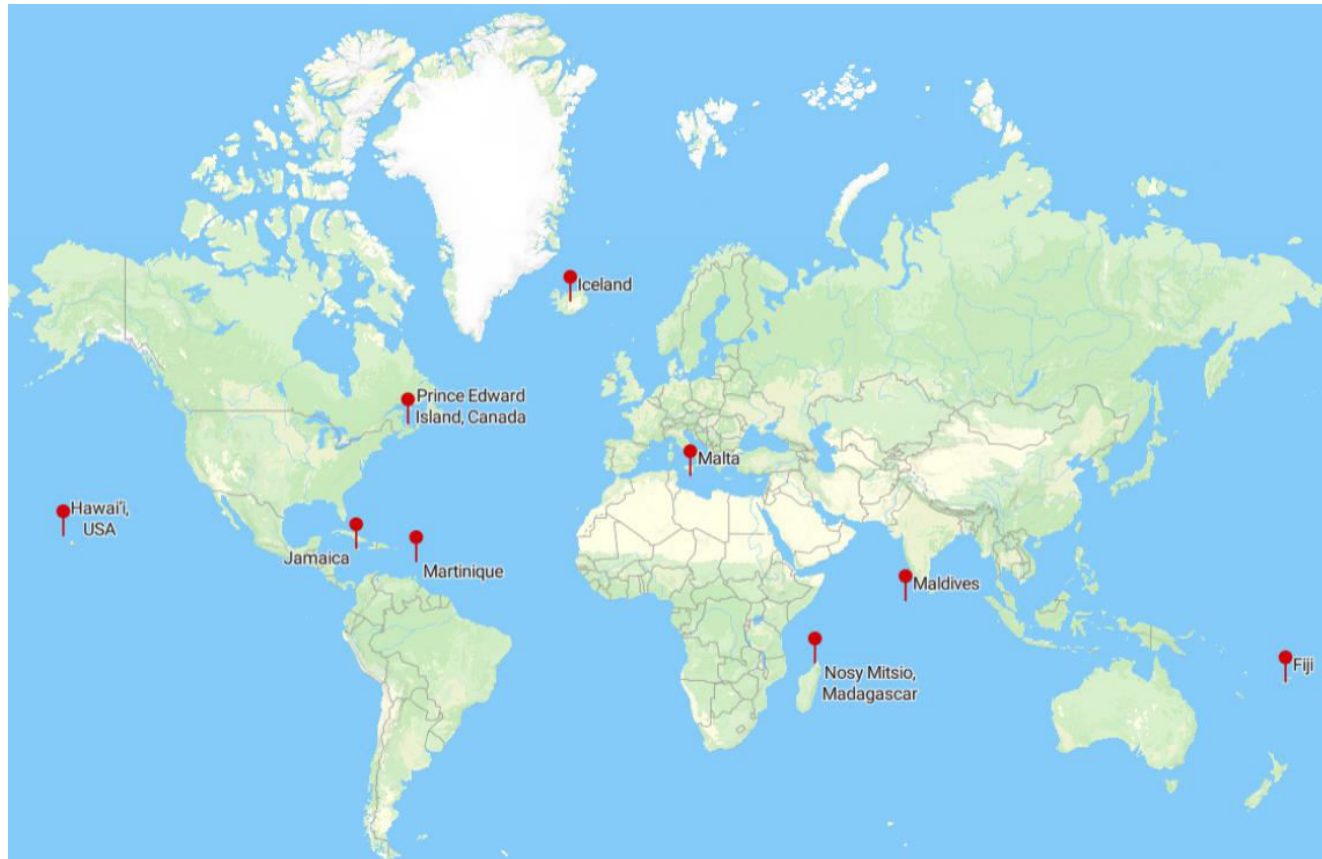 Iceland
Prince Edward
Island, Canada
Malta
Hawai'i,
USA
Jamaica
Martinique
Maldives
Nosy Mitsio,
Madagascar
Fiji